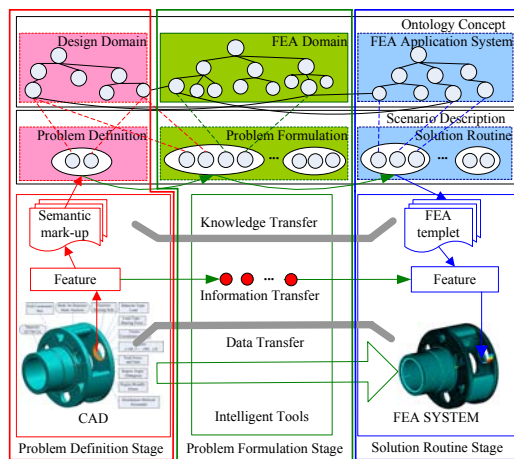 Ontology Concept
Design Domain
FEA Domain
FEA Application System
Scenario Description
Problem Definition
Problem Formulation
Solution Routine
...
...
Semantic
mark-up
Knowledge Transfer
FEA
templet
Feature
...
Information Transfer
Feature
Data Transfer
CAD
Intelligent Tools
FEA SYSTEM
Problem Definition Stage
Problem Formulation Stage
Solution Routine Stage